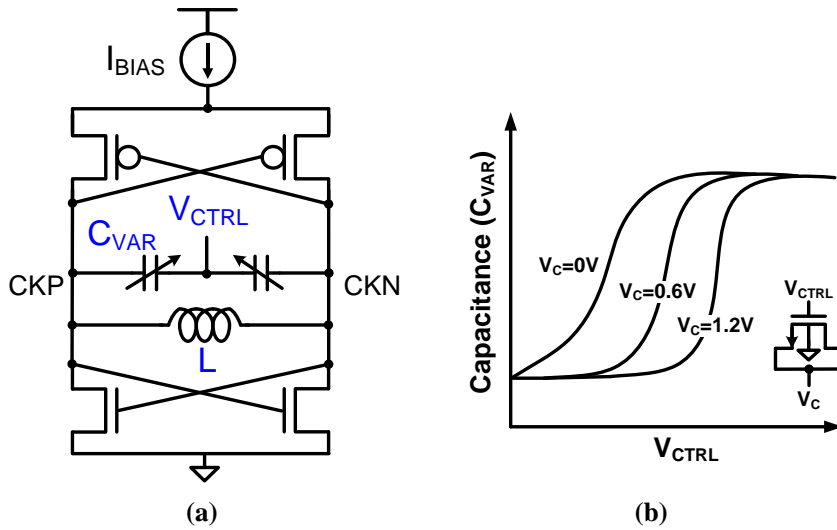 I_BIAS
V_CTRL
C_VAR
CKP
CKN
L
(a)
Capacitance (C_VAR)
V_C=0V
V_C=0.6V
V_C=1.2V
V_CTRL
V_C
V_CTRL
(b)